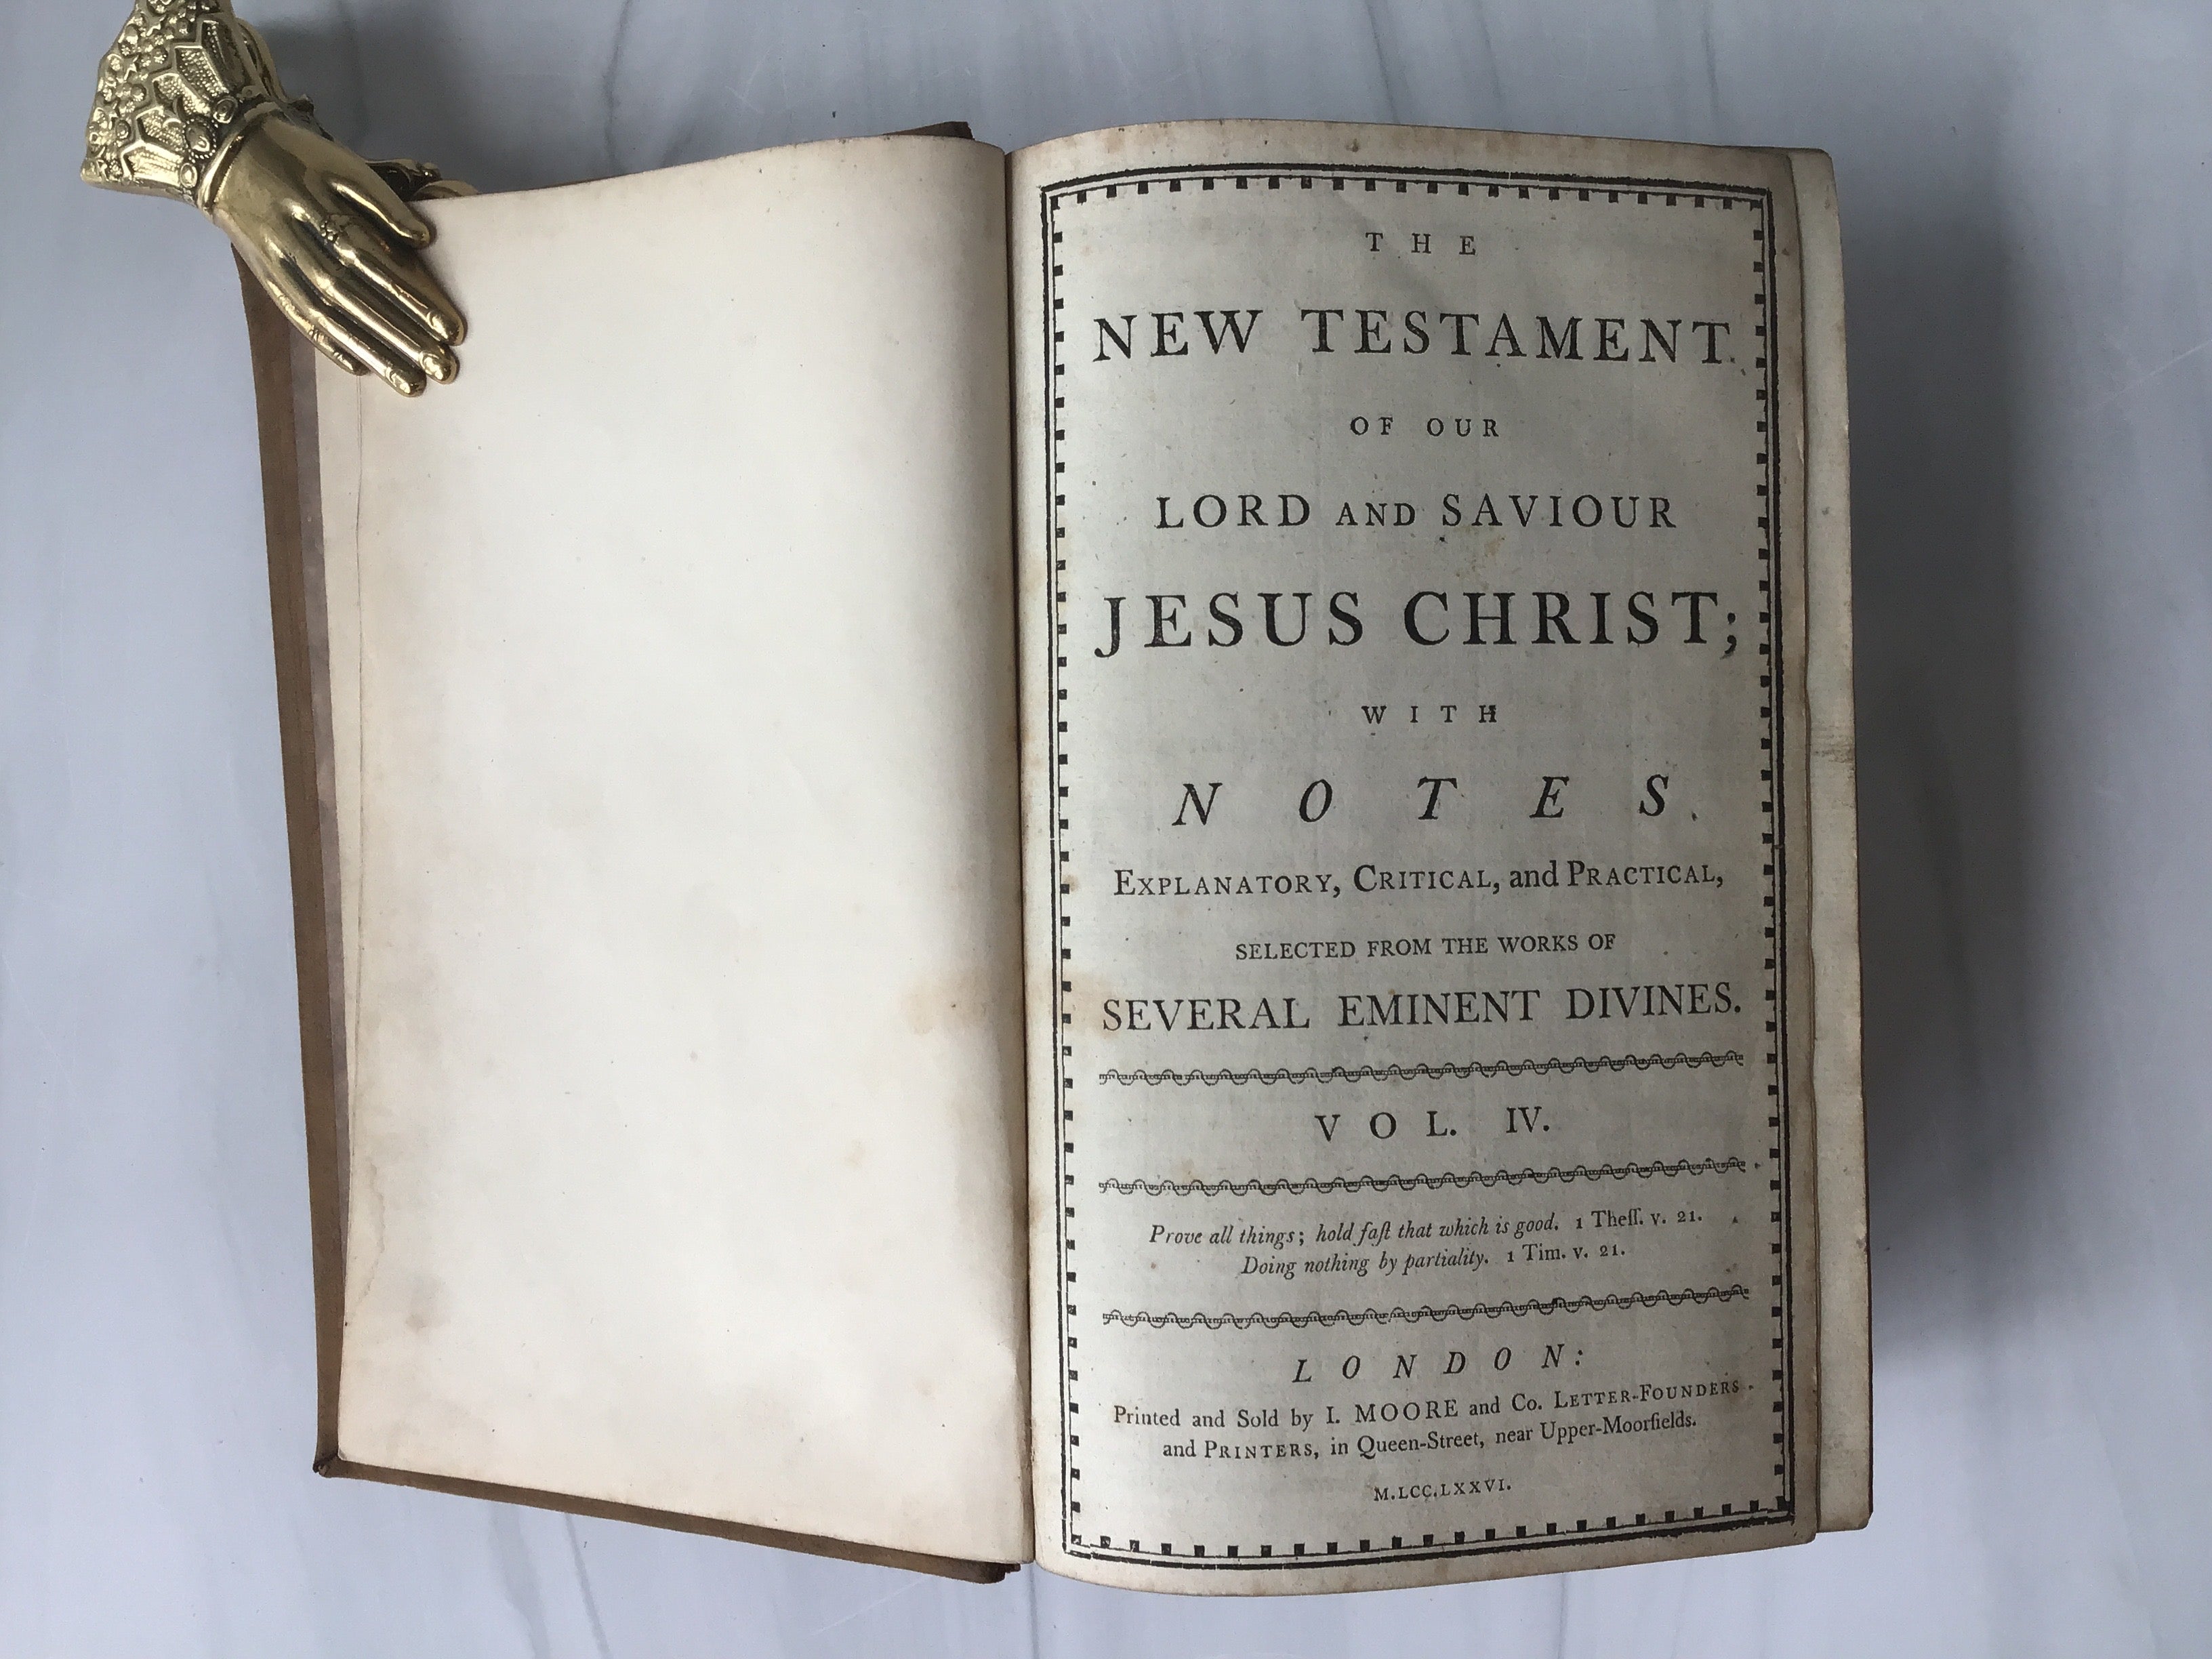 THE
NEW TESTAMENT
OF OUR
LORD AND SAVIOUR
JESUS CHRIST;
WITH
NOTES
EXPLANATORY, CRITICAL, and PRACTICAL,
SELECTED FROM THE WORKS OF
SEVERAL EMINENT DIVINES.
VOL. IV.
Prove all things; hold faſt that which is good. 1 Theſſ. v. 21.
Doing nothing by partiality. 1 Tim. v. 21.
LONDON:
Printed and Sold by I. MOORE and Co. LETTER-FOUNDERS
and PRINTERS, in Queen-Street, near Upper-Moorfields.
M.LCC.LXXVI.